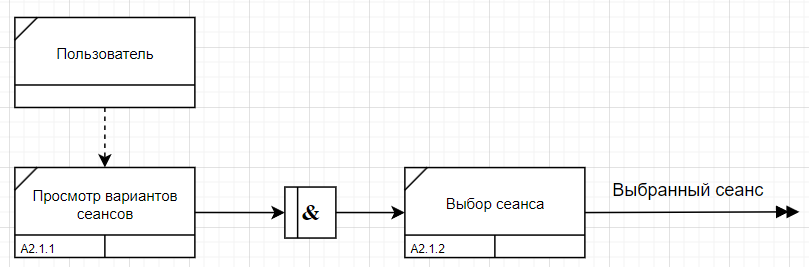 Пользователь
Просмотр вариантов
сеансов
A2.1.1
&
Выбор сеанса
A2.1.2
Выбранный сеанс